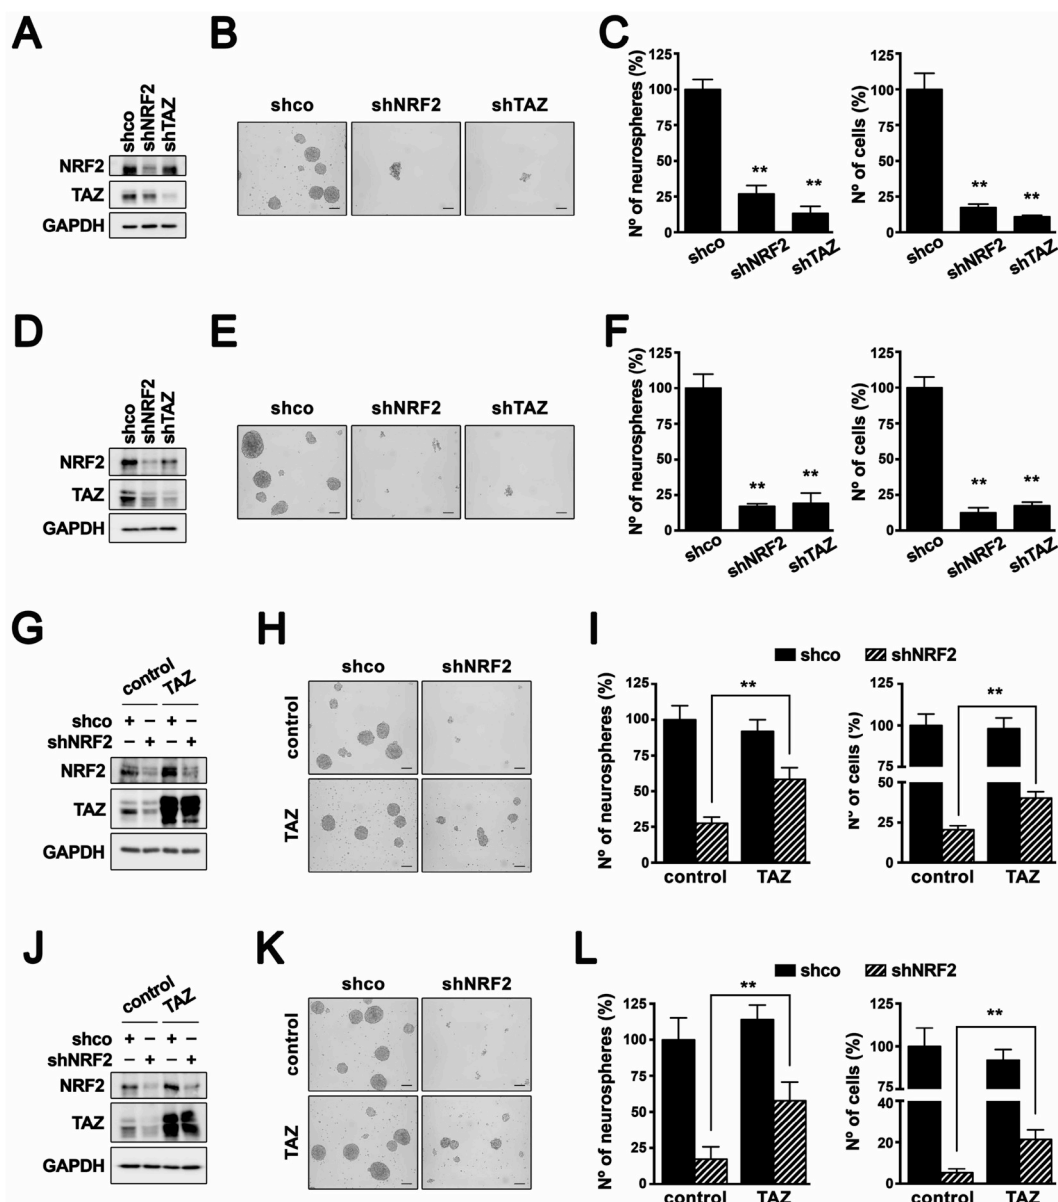 A
shco
shNRF2
shTAZ
NRF2
TAZ
GAPDH
B
shco shNRF2 shTAZ
C
Nº of neurospheres (%)
125
100
75
50
25
0
** **
shco shNRF2 shTAZ
Nº of cells (%)
125
100
75
50
25
0
** **
shco shNRF2 shTAZ
D
shco
shNRF2
shTAZ
NRF2
TAZ
GAPDH
E
shco shNRF2 shTAZ
F
Nº of neurospheres (%)
125
100
75
50
25
0
** **
shco shNRF2 shTAZ
Nº of cells (%)
125
100
75
50
25
0
** **
shco shNRF2 shTAZ
G
control TAZ
shco + − + −
shNRF2 − + − +
NRF2
TAZ
GAPDH
H
shco shNRF2
control
TAZ
I
shco shNRF2
Nº of neurospheres (%)
125
100
75
50
25
0
**
control TAZ
Nº of cells (%)
125
100
75
50
25
0
**
control TAZ
J
control TAZ
shco + − + −
shNRF2 − + − +
NRF2
TAZ
GAPDH
K
shco shNRF2
control
TAZ
L
shco shNRF2
Nº of neurospheres (%)
125
100
75
50
25
0
**
control TAZ
Nº of cells (%)
125
100
75
40
20
0
**
control TAZ